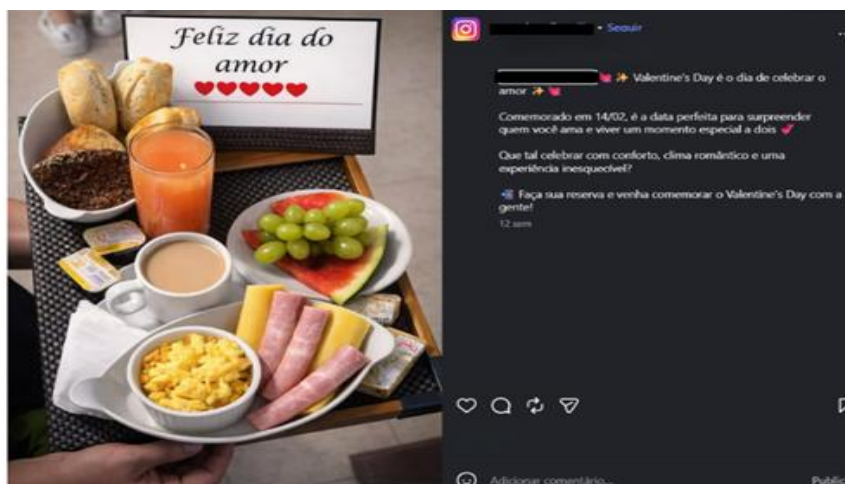 Feliz dia do
amor
• Seguir
💘 ✨ Valentine's Day é o dia de celebrar o
amor ✨ 💘
Comemorado em 14/02, é a data perfeita para surpreender
quem você ama e viver um momento especial a dois 💕
Que tal celebrar com conforto, clima romântico e uma
experiência inesquecível?
📲 Faça sua reserva e venha comemorar o Valentine's Day com a
gente!
12 sem
Adicionar comentário...
Public